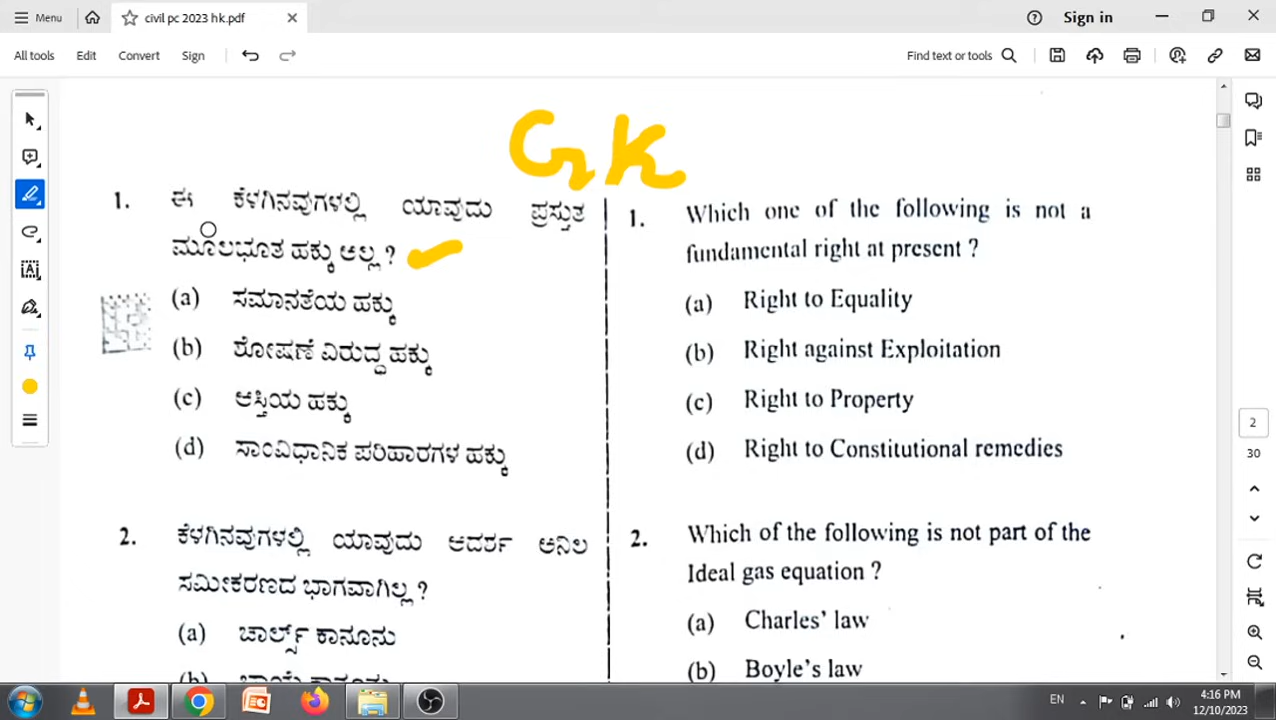 Menu
civil pc 2023 hk.pdf
Sign in
All tools Edit Convert Sign
Find text or tools
GK
1. ಈ ಕೆಳಗಿನವುಗಳಲ್ಲಿ ಯಾವುದು ಪ್ರಸ್ತುತ
ಮೂಲಭೂತ ಹಕ್ಕು ಅಲ್ಲ ?
(a) ಸಮಾನತೆಯ ಹಕ್ಕು
(b) ಶೋಷಣೆ ವಿರುದ್ಧ ಹಕ್ಕು
(c) ಆಸ್ತಿಯ ಹಕ್ಕು
(d) ಸಾಂವಿಧಾನಿಕ ಪರಿಹಾರಗಳ ಹಕ್ಕು
2. ಕೆಳಗಿನವುಗಳಲ್ಲಿ ಯಾವುದು ಆದರ್ಶ ಅನಿಲ
ಸಮೀಕರಣದ ಭಾಗವಾಗಿಲ್ಲ ?
(a) ಚಾರ್ಲ್ಸ್ ಕಾನೂನು
1. Which one of the following is not a
fundamental right at present ?
(a) Right to Equality
(b) Right against Exploitation
(c) Right to Property
(d) Right to Constitutional remedies
2. Which of the following is not part of the
Ideal gas equation ?
(a) Charles' law
(b) Boyle's law
2
30
EN
4:16 PM
12/10/2023